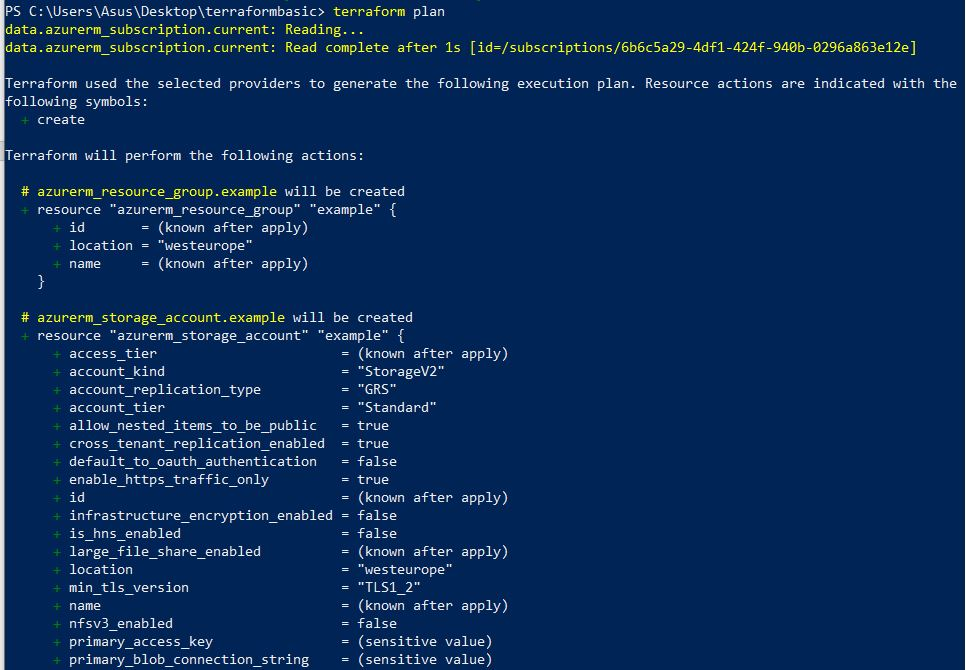 PS C:\Users\Asus\Desktop\terraformbasic> terraform plan
data.azurerm_subscription.current: Reading...
data.azurerm_subscription.current: Read complete after 1s [id=/subscriptions/6b6c5a29-4df1-424f-940b-0296a863e12e]
Terraform used the selected providers to generate the following execution plan. Resource actions are indicated with the
following symbols:
  + create
Terraform will perform the following actions:
  # azurerm_resource_group.example will be created
  + resource "azurerm_resource_group" "example" {
      + id       = (known after apply)
      + location = "westeurope"
      + name     = (known after apply)
    }
  # azurerm_storage_account.example will be created
  + resource "azurerm_storage_account" "example" {
      + access_tier                       = (known after apply)
      + account_kind                      = "StorageV2"
      + account_replication_type          = "GRS"
      + account_tier                      = "Standard"
      + allow_nested_items_to_be_public   = true
      + cross_tenant_replication_enabled  = true
      + default_to_oauth_authentication   = false
      + enable_https_traffic_only         = true
      + id                                = (known after apply)
      + infrastructure_encryption_enabled = false
      + is_hns_enabled                    = false
      + large_file_share_enabled          = (known after apply)
      + location                          = "westeurope"
      + min_tls_version                   = "TLS1_2"
      + name                              = (known after apply)
      + nfsv3_enabled                     = false
      + primary_access_key                = (sensitive value)
      + primary_blob_connection_string    = (sensitive value)